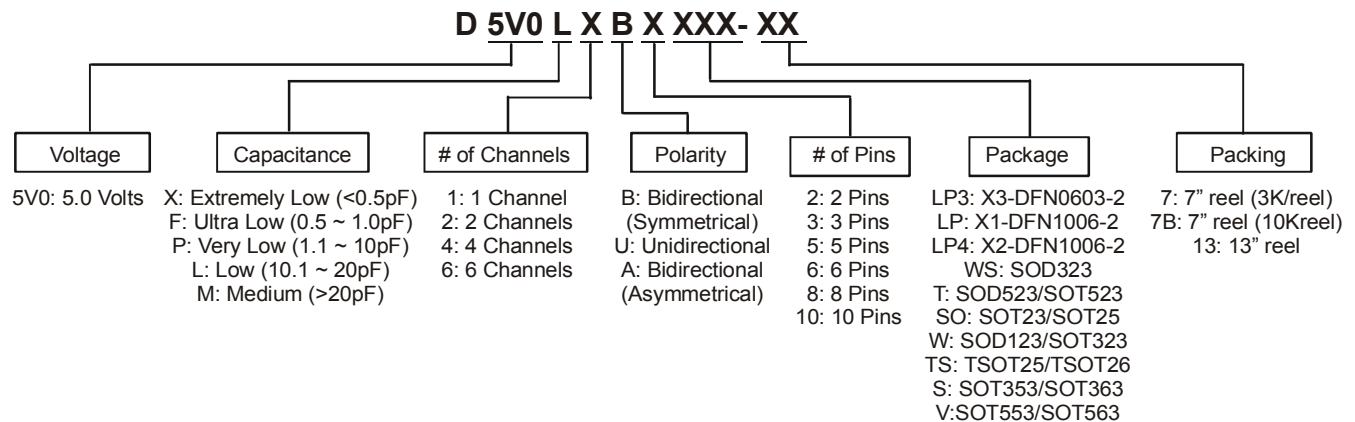 D 5V0 L X B X XXX- XX
Voltage
Capacitance
# of Channels
Polarity
# of Pins
Package
Packing
5V0: 5.0 Volts
X: Extremely Low (<0.5pF)
F: Ultra Low (0.5 ~ 1.0pF)
P: Very Low (1.1 ~ 10pF)
L: Low (10.1 ~ 20pF)
M: Medium (>20pF)
1: 1 Channel
2: 2 Channels
4: 4 Channels
6: 6 Channels
B: Bidirectional
(Symmetrical)
U: Unidirectional
A: Bidirectional
(Asymmetrical)
2: 2 Pins
3: 3 Pins
5: 5 Pins
6: 6 Pins
8: 8 Pins
10: 10 Pins
LP3: X3-DFN0603-2
LP: X1-DFN1006-2
LP4: X2-DFN1006-2
WS: SOD323
T: SOD523/SOT523
SO: SOT23/SOT25
W: SOD123/SOT323
TS: TSOT25/TSOT26
S: SOT353/SOT363
V:SOT553/SOT563
7: 7” reel (3K/reel)
7B: 7” reel (10Kreel)
13: 13” reel